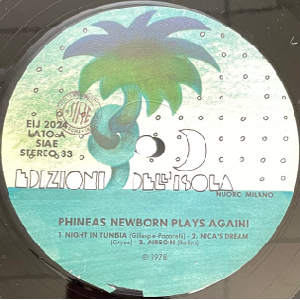 EIJ 2024
LATO-A
SIAE
STEREO 33
EDIZIONI DELL'ISOLA
NUORO MILANO
PHINEAS NEWBORN PLAYS AGAIN!
1. NIGHT IN TUNISIA (Gillespie-Paparelli) - 2. NICA'S DREAM
(Gryce) - 3. AIREGIN (Rollins)
℗ 1978